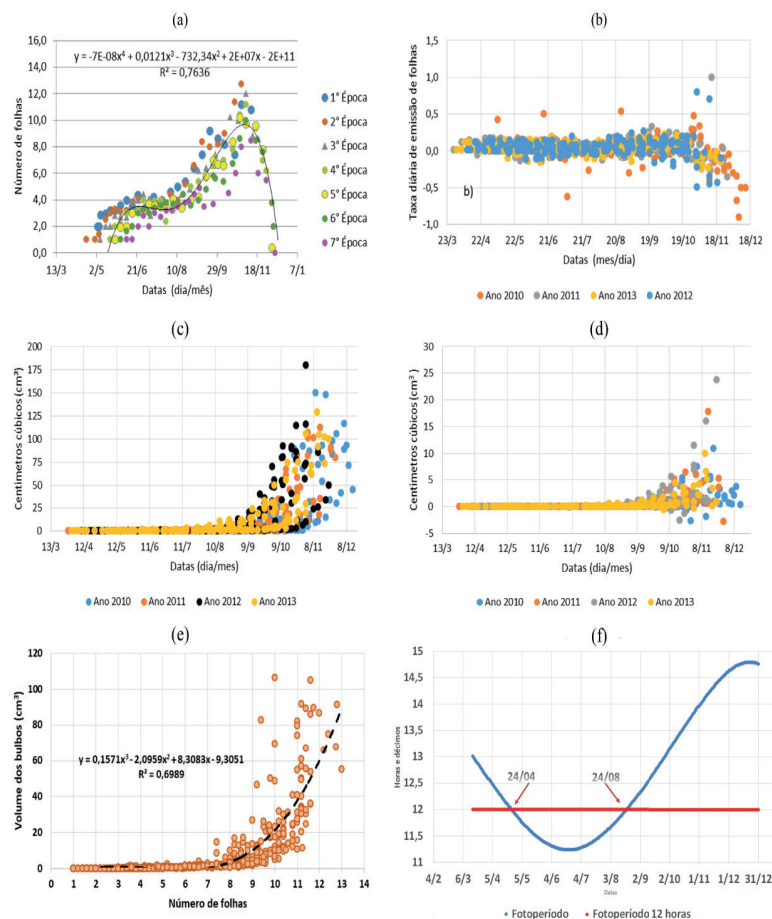 (a)
y = -7E-08x⁴ + 0,0121x³ - 732,34x² + 2E+07x - 2E+11
R² = 0,7636
16,0
14,0
12,0
10,0
8,0
6,0
4,0
2,0
0,0
Número de folhas
13/3 2/5 21/6 10/8 29/9 18/11 7/1
Datas (dia/mês)
1° Época
2° Época
3° Época
4° Época
5° Época
6° Época
7° Época
(b)
1,5
1,0
0,5
0,0
-0,5
-1,0
Taxa diária de emissão de folhas
b)
23/3 22/4 22/5 21/6 21/7 20/8 19/9 19/10 18/11 18/12
Datas (mes/dia)
Ano 2010 Ano 2011 Ano 2013 Ano 2012
(c)
200
175
150
125
100
75
50
25
0
Centímetros cúbicos (cm³)
13/3 12/4 12/5 11/6 11/7 10/8 9/9 9/10 8/11 8/12
Datas (dia/mes)
Ano 2010 Ano 2011 Ano 2012 Ano 2013
(d)
30
25
20
15
10
5
0
-5
Centímetros cúbicos (cm³)
13/3 12/4 12/5 11/6 11/7 10/8 9/9 9/10 8/11 8/12
Datas (dia/mes)
Ano 2010 Ano 2011 Ano 2012 Ano 2013
(e)
120
100
80
60
40
20
0
Volume dos bulbos (cm³)
y = 0,1571x³ - 2,0959x² + 8,3083x - 9,3051
R² = 0,6989
0 1 2 3 4 5 6 7 8 9 10 11 12 13 14
Número de folhas
(f)
15
14,5
14
13,5
13
12,5
12
11,5
11
Horas e décimos
24/04 24/08
4/2 6/3 5/4 5/5 4/6 4/7 3/8 2/9 2/10 1/11 1/12 31/12
Datas
Fotoperíodo Fotoperíodo 12 horas